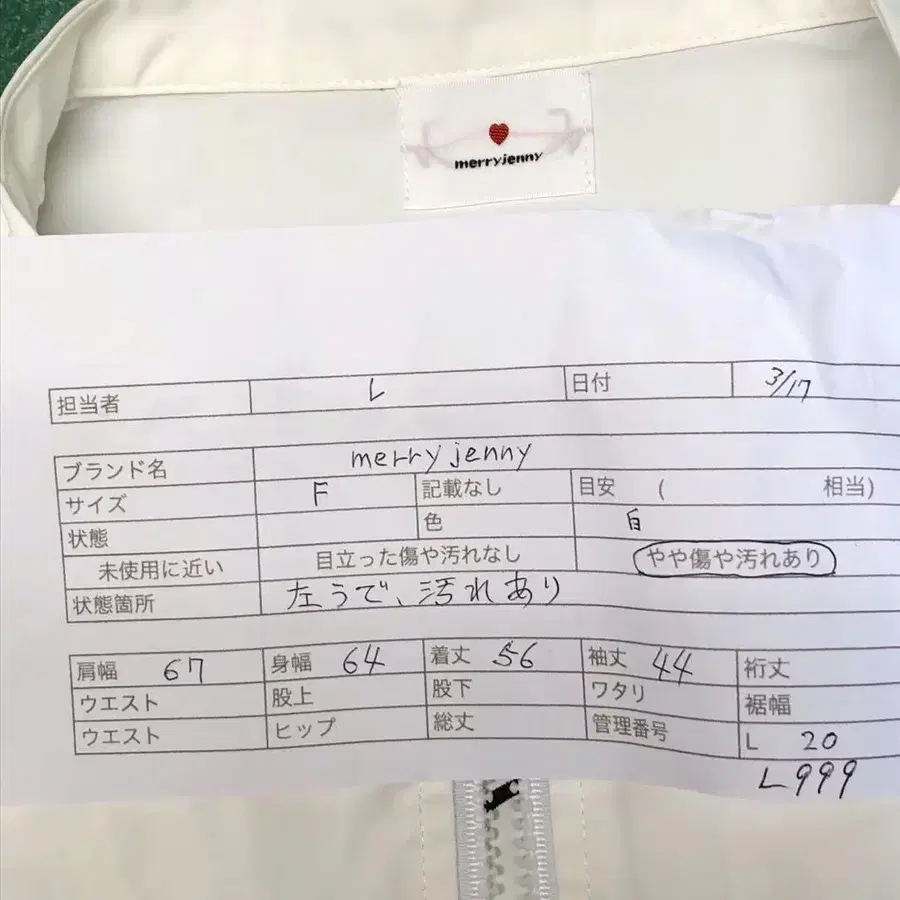 merryjenny
担当者 L 日付 3/17
ブランド名 merry jenny
サイズ F 記載なし 目安 ( 相当)
状態 色 白
未使用に近い 目立った傷や汚れなし やや傷や汚れあり
状態箇所 左うで、汚れあり
肩幅 67 身幅 64 着丈 56 袖丈 44 裄丈
ウエスト 股上 股下 ワタリ 裾幅
ウエスト ヒップ 総丈 管理番号 L 20
L999